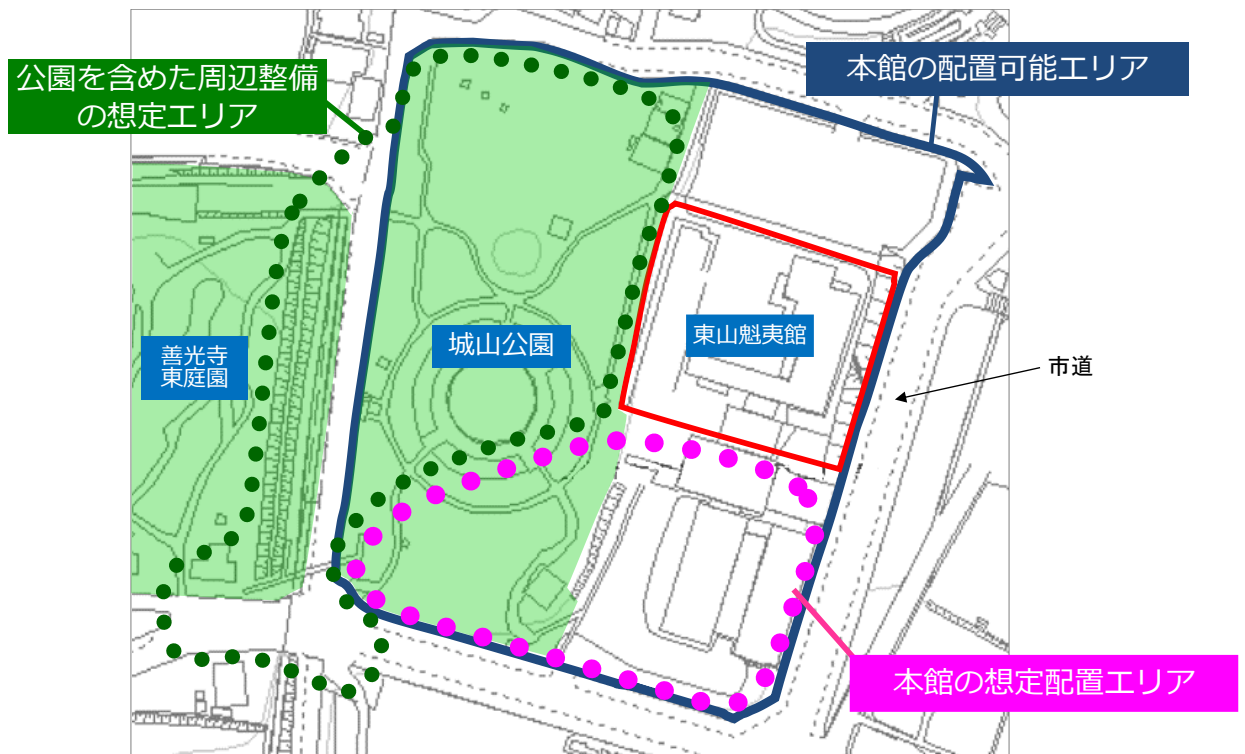 公園を含めた周辺整備
の想定エリア
本館の配置可能エリア
善光寺
東庭園
城山公園
東山魁夷館
市道
本館の想定配置エリア